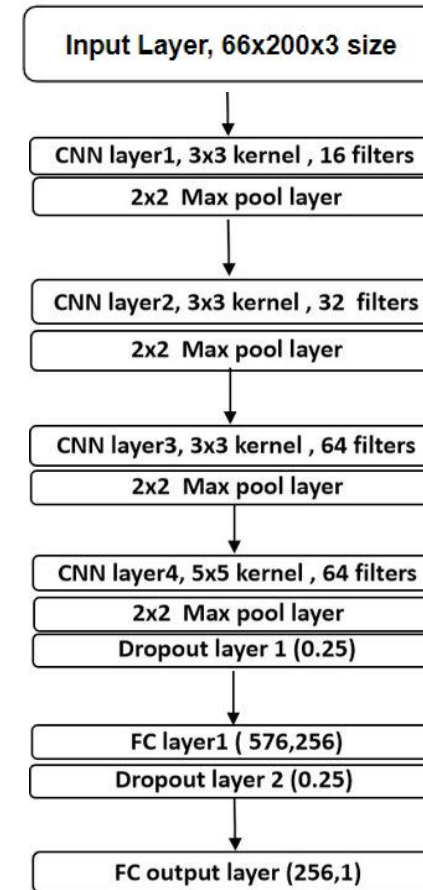 Input Layer, 66x200x3 size
CNN layer1, 3x3 kernel , 16 filters
2x2 Max pool layer
CNN layer2, 3x3 kernel , 32 filters
2x2 Max pool layer
CNN layer3, 3x3 kernel , 64 filters
2x2 Max pool layer
CNN layer4, 5x5 kernel , 64 filters
2x2 Max pool layer
Dropout layer 1 (0.25)
FC layer1 ( 576,256)
Dropout layer 2 (0.25)
FC output layer (256,1)